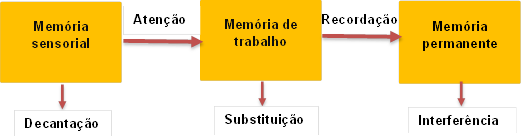 Memória
sensorial
Atenção
Memória de
trabalho
Recordação
Memória
permanente
Decantação
Substituição
Interferência